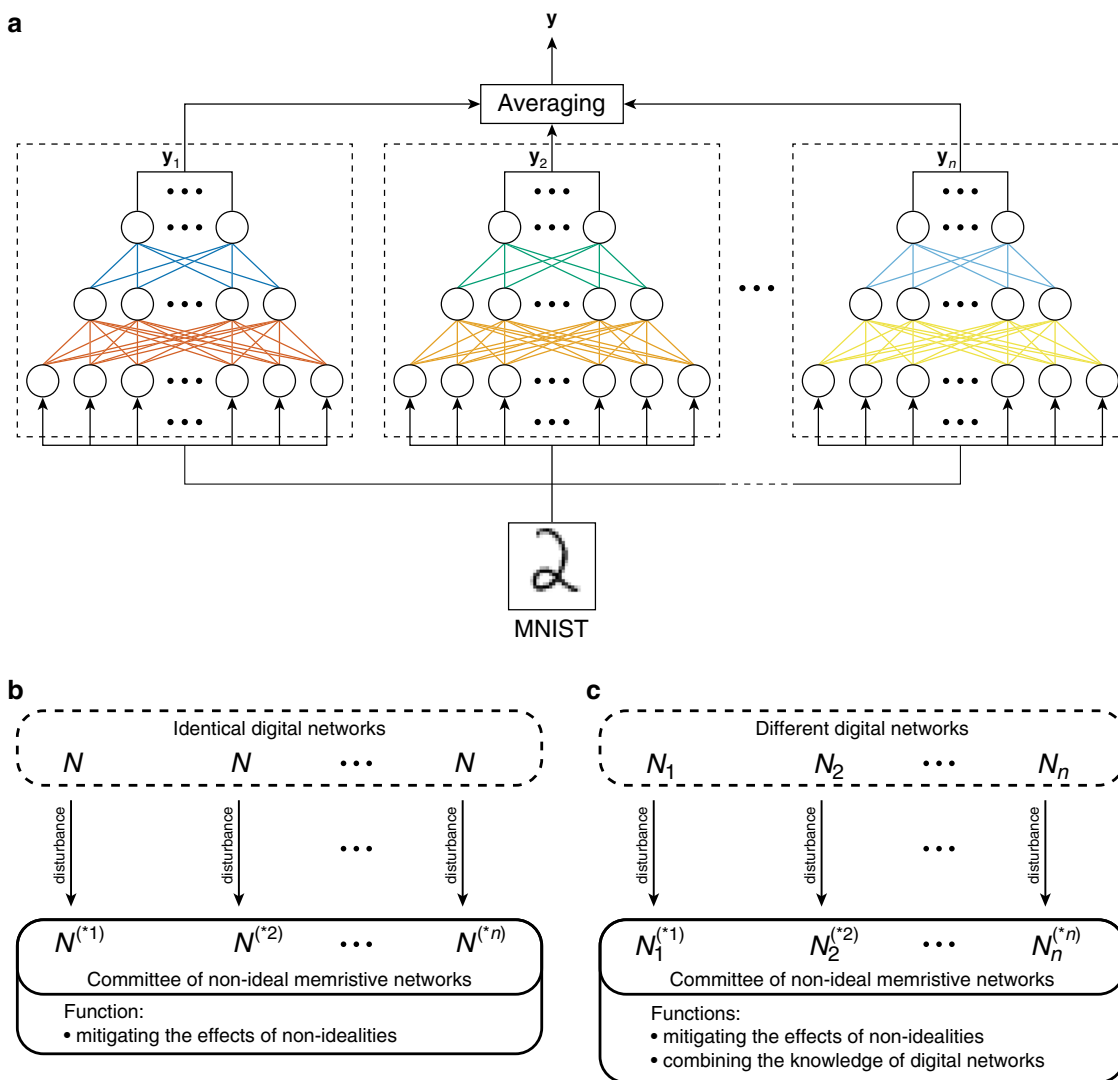 a
y
Averaging
y₁ y₂ yₙ
MNIST
b
Identical digital networks
N N ••• N
disturbance disturbance ••• disturbance
N⁽*¹⁾ N⁽*²⁾ ••• N⁽*ⁿ⁾
Committee of non-ideal memristive networks
Function:
• mitigating the effects of non-idealities
c
Different digital networks
N₁ N₂ ••• Nₙ
disturbance disturbance ••• disturbance
N₁⁽*¹⁾ N₂⁽*²⁾ ••• Nₙ⁽*ⁿ⁾
Committee of non-ideal memristive networks
Functions:
• mitigating the effects of non-idealities
• combining the knowledge of digital networks